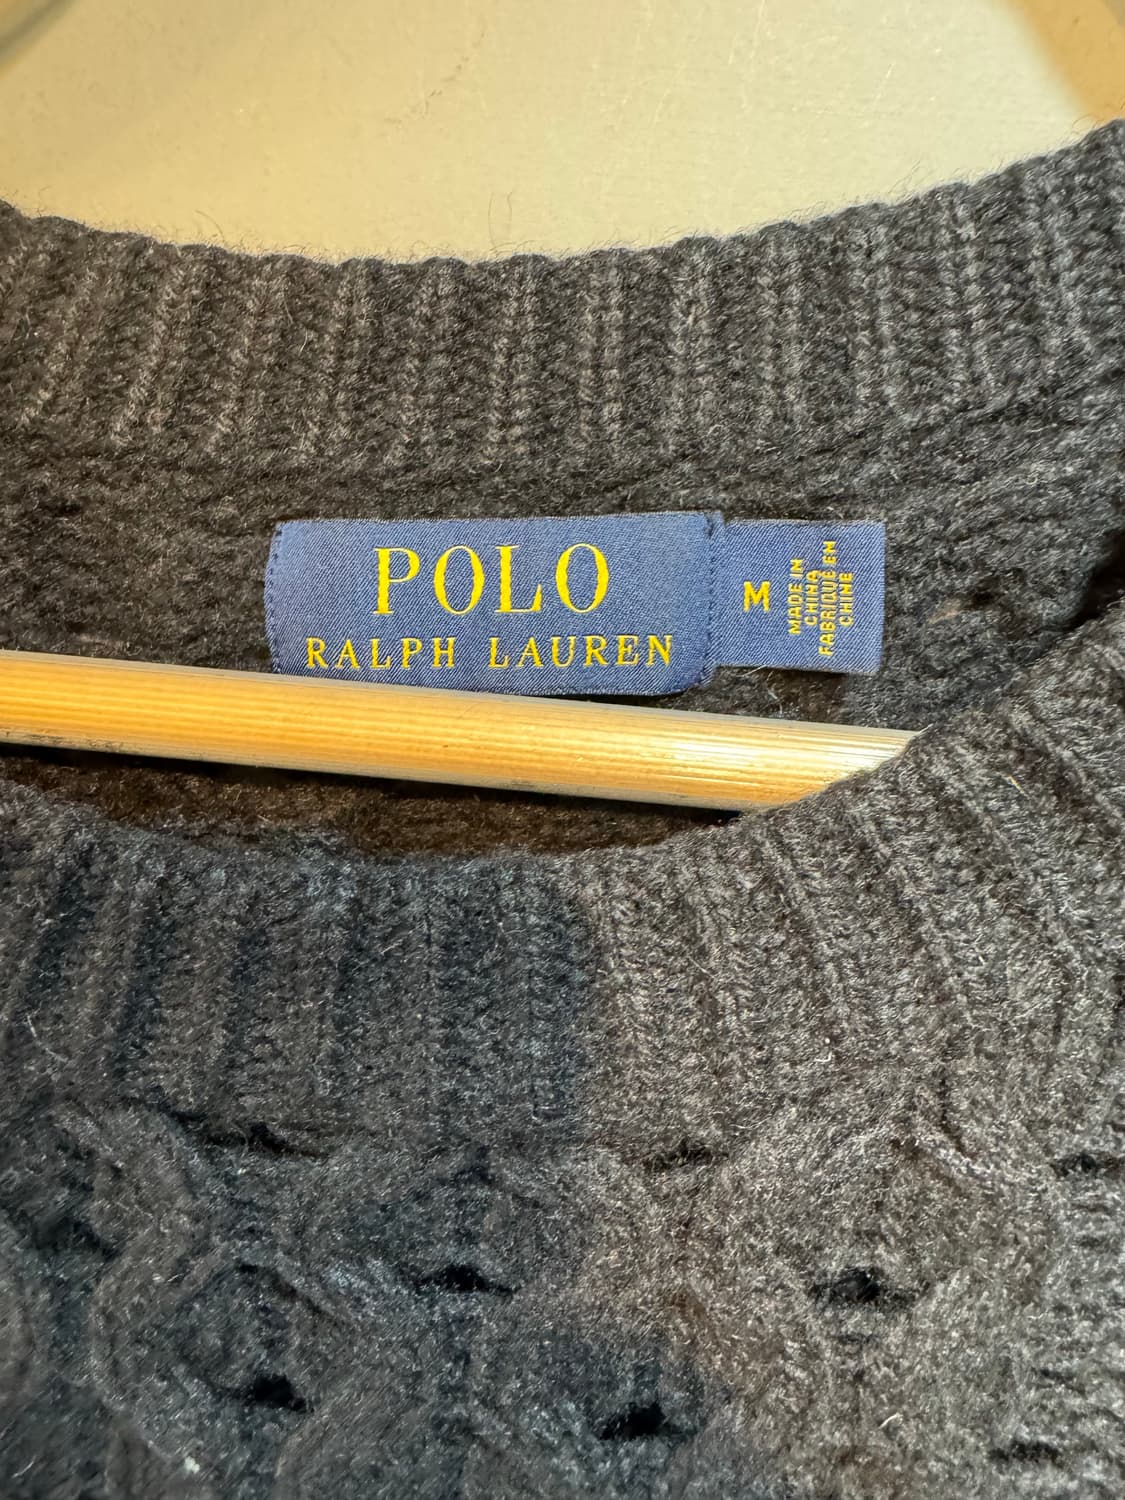 POLO
RALPH LAUREN
M
MADE IN
CHINA
FABRIQUÉ EN
CHINE